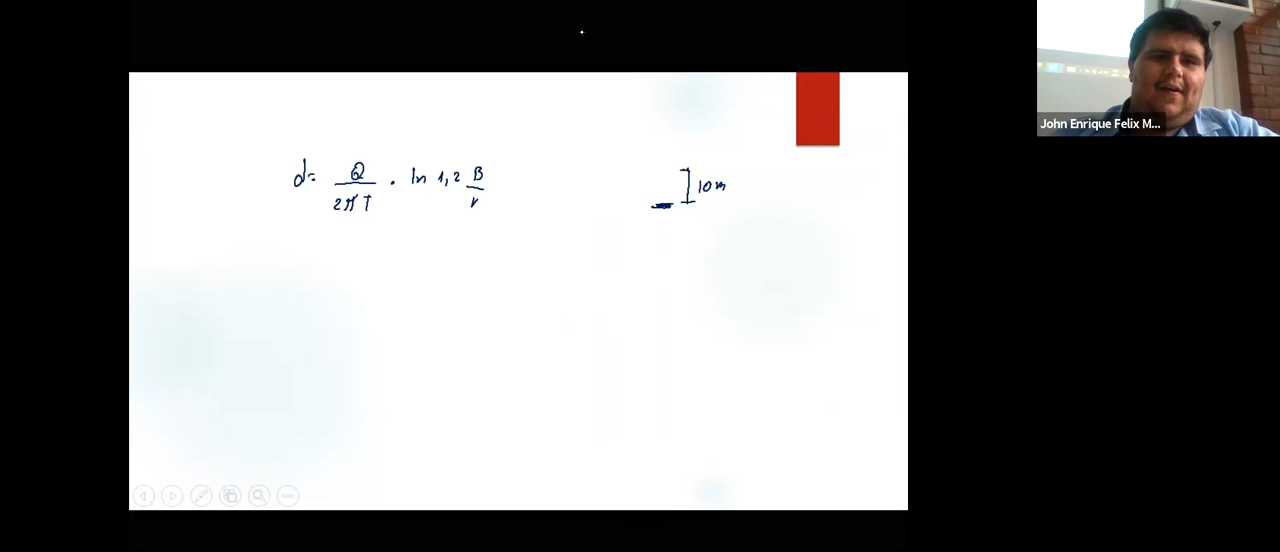 John Enrique Felix M...
d= Q/2πT . ln 1,2 B/r
10m